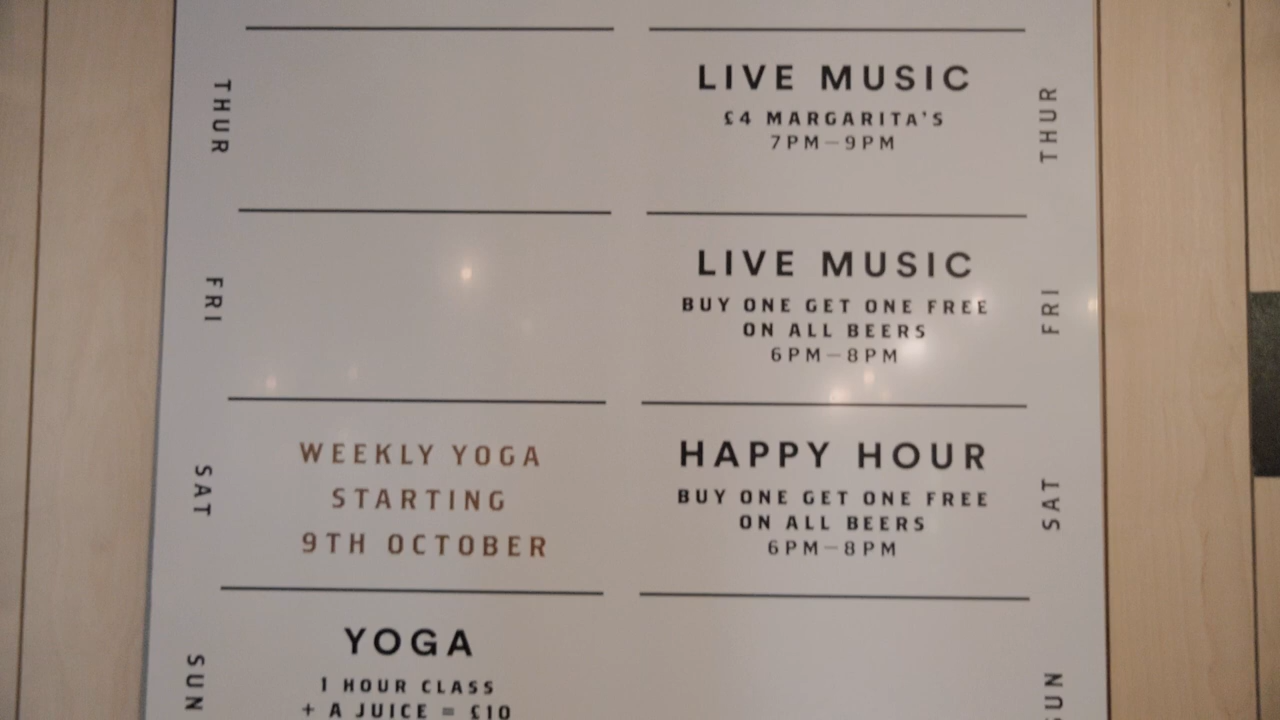 THUR
LIVE MUSIC
£4 MARGARITA'S
7PM—9PM
THUR
FRI
LIVE MUSIC
BUY ONE GET ONE FREE
ON ALL BEERS
6PM—8PM
FRI
SAT
WEEKLY YOGA
STARTING
9TH OCTOBER
HAPPY HOUR
BUY ONE GET ONE FREE
ON ALL BEERS
6PM—8PM
SAT
SUN
YOGA
1 HOUR CLASS
+ A JUICE = £10
SUN